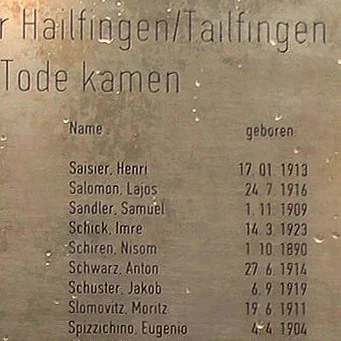 r Hailfingen/Tailfingen
Tode kamen
Name geboren
Saisier, Henri 17. 01. 1913
Salomon, Lajos 24. 7. 1916
Sandler, Samuel 1. 11. 1909
Schick, Imre 14. 3. 1923
Schiren, Nisom 1. 10. 1890
Schwarz, Anton 27. 6. 1914
Schuster, Jakob 6. 9. 1919
Slomovitz, Moritz 19. 6. 1911
Spizzichino, Eugenio 4. 4. 1904